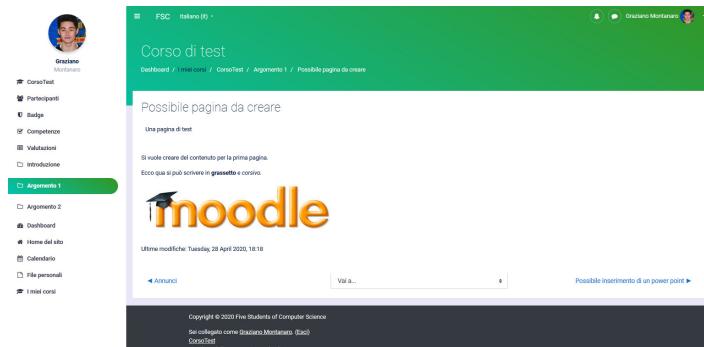 FSC Italiano (it)
Graziano Montanaro
Graziano
Montanaro
CorsoTest
Partecipanti
Badge
Competenze
Valutazioni
Introduzione
Argomento 1
Argomento 2
Dashboard
Home del sito
Calendario
File personali
I miei corsi
Corso di test
Dashboard / I miei corsi / CorsoTest / Argomento 1 / Possibile pagina da creare
Possibile pagina da creare
Una pagina di test
Si vuole creare del contenuto per la prima pagina.
Ecco qua si può scrivere in grassetto e corsivo.
moodle
Ultime modifiche: Tuesday, 28 April 2020, 18:18
◄ Annunci
Vai a...
Possibile inserimento di un power point ►
Copyright © 2020 Five Students of Computer Science
Sei collegato come Graziano Montanaro. (Esci)
CorsoTest